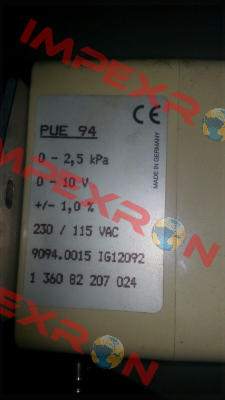 PUE 94
CE
0 - 2,5 kPa
0 - 10 V
+/- 1,0 %
230 / 115 VAC
9094.0015 IG12092
1 360 82 207 024
MADE IN GERMANY
IMPEXRON
IMPEXRON
IMPEXRON